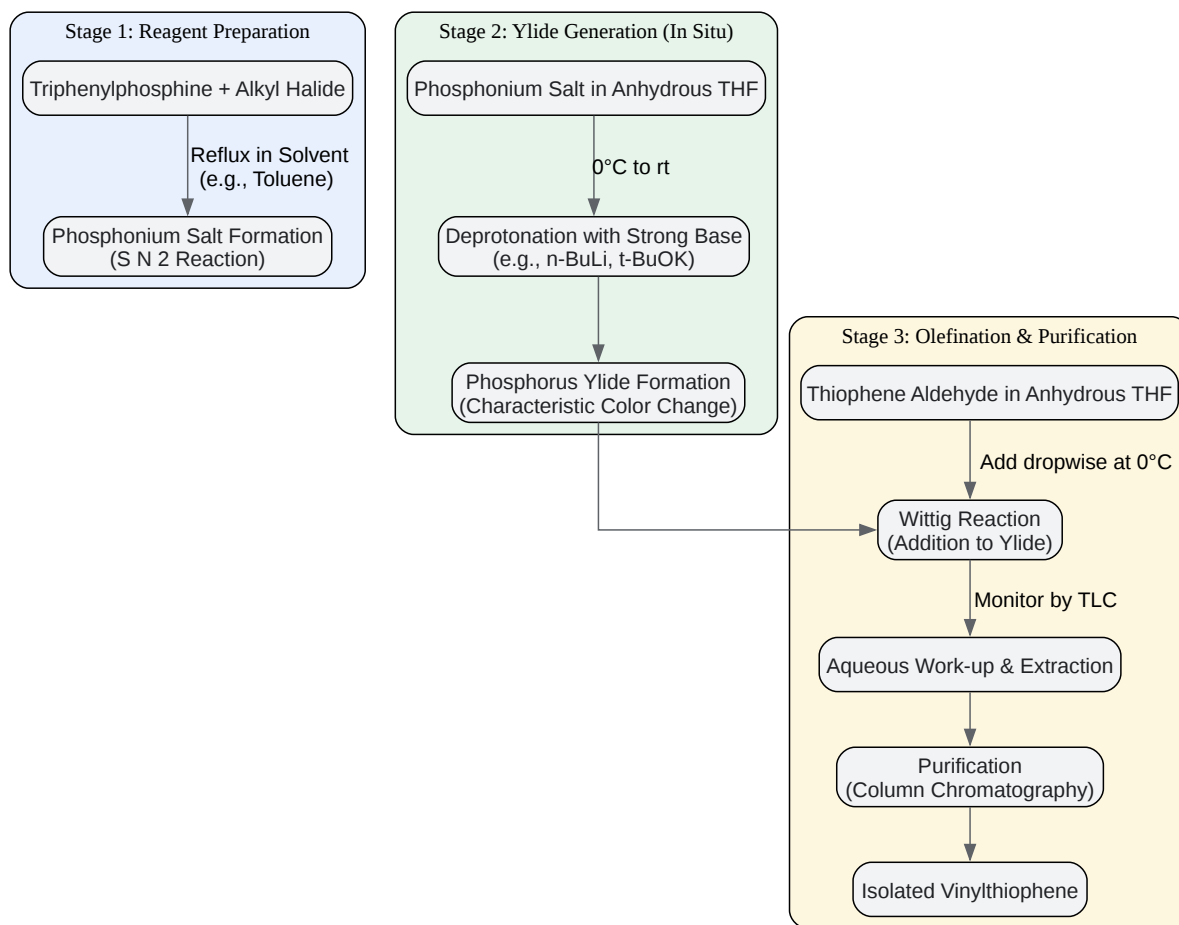 Stage 1: Reagent Preparation
Triphenylphosphine + Alkyl Halide
Reflux in Solvent
(e.g., Toluene)
Phosphonium Salt Formation
(S N 2 Reaction)
Stage 2: Ylide Generation (In Situ)
Phosphonium Salt in Anhydrous THF
0°C to rt
Deprotonation with Strong Base
(e.g., n-BuLi, t-BuOK)
Phosphorus Ylide Formation
(Characteristic Color Change)
Stage 3: Olefination & Purification
Thiophene Aldehyde in Anhydrous THF
Add dropwise at 0°C
Wittig Reaction
(Addition to Ylide)
Monitor by TLC
Aqueous Work-up & Extraction
Purification
(Column Chromatography)
Isolated Vinylthiophene